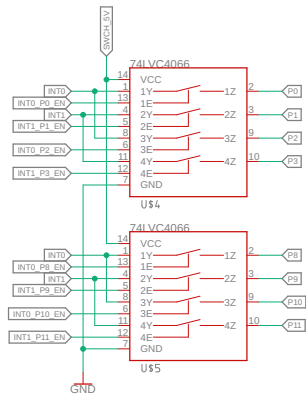 SWCH_5V
74LVC4066
14 VCC
INT0 1 1Y 1Z 2 P0
INT0_P0_EN 13 1E
INT1 4 2Y 2Z 3 P1
INT1_P1_EN 5 2E
8 3Y 3Z 9 P2
INT0_P2_EN 6 3E
11 4Y 4Z 10 P3
INT1_P3_EN 12 4E
7 GND
U$4
74LVC4066
14 VCC
INT0 1 1Y 1Z 2 P8
INT0_P8_EN 13 1E
INT1 4 2Y 2Z 3 P9
INT1_P9_EN 5 2E
8 3Y 3Z 9 P10
INT0_P10_EN 6 3E
11 4Y 4Z 10 P11
INT1_P11_EN 12 4E
7 GND
U$5
GND